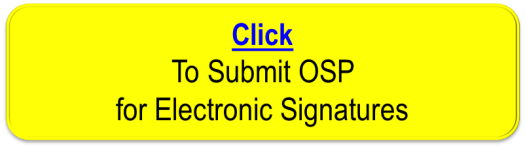 Click
To Submit OSP
for Electronic Signatures